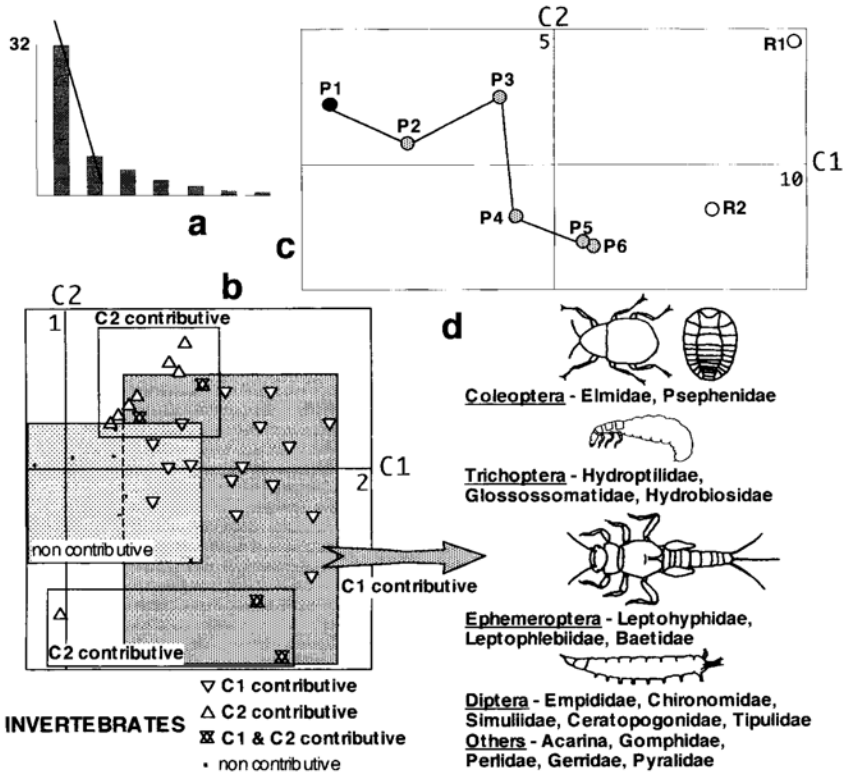 32
a
C2
5
R1
P1
P2
P3
C1
10
P4
P5
P6
R2
c
b
C2
1
C2 contributive
C1
2
non contributive
C1 contributive
C2 contributive
INVERTEBRATES
C1 contributive
C2 contributive
C1 & C2 contributive
non contributive
d
Coleoptera - Elmidae, Psephenidae
Trichoptera - Hydroptilidae,
Glossossomatidae, Hydrobiosidae
Ephemeroptera - Leptohyphidae,
Leptophlebiidae, Baetidae
Diptera - Empididae, Chironomidae,
Simuliidae, Ceratopogonidae, Tipulidae
Others - Acarina, Gomphidae,
Perlidae, Gerridae, Pyralidae